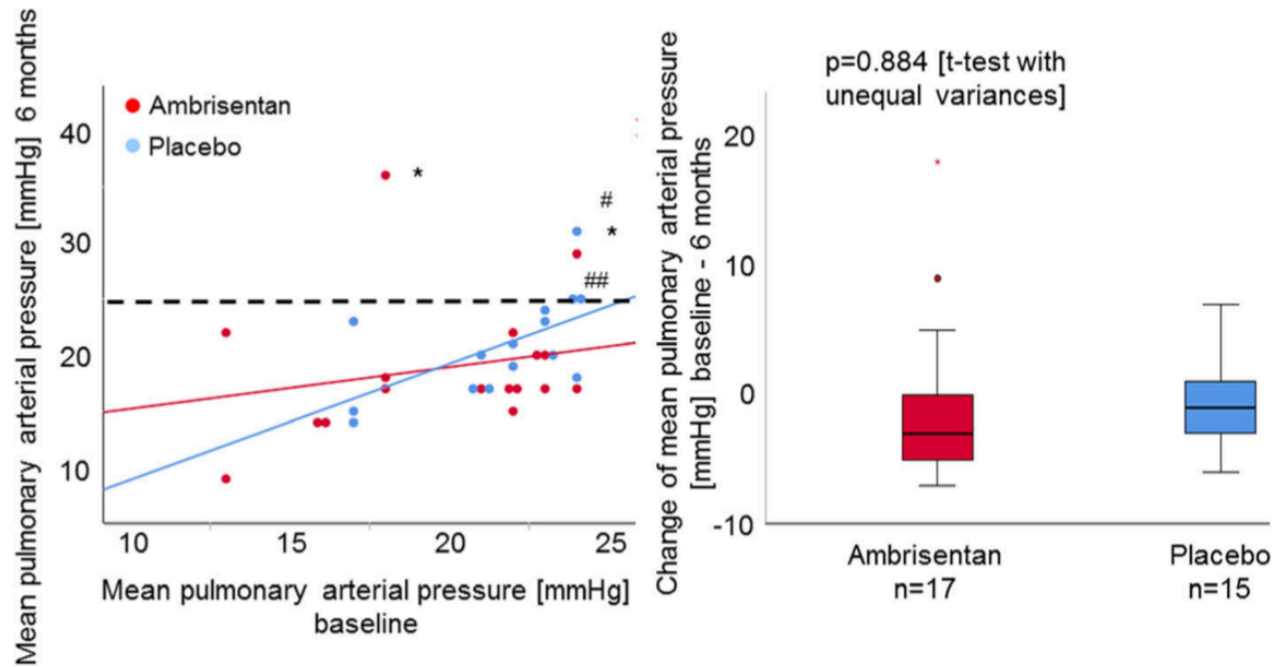 Mean pulmonary arterial pressure [mmHg] 6 months
40
30
20
10
Ambrisentan
Placebo
*
#
*
##
10 15 20 25
Mean pulmonary arterial pressure [mmHg]
baseline
Change of mean pulmonary arterial pressure
[mmHg] baseline - 6 months
p=0.884 [t-test with
unequal variances]
20
10
0
-10
*
Ambrisentan
n=17
Placebo
n=15